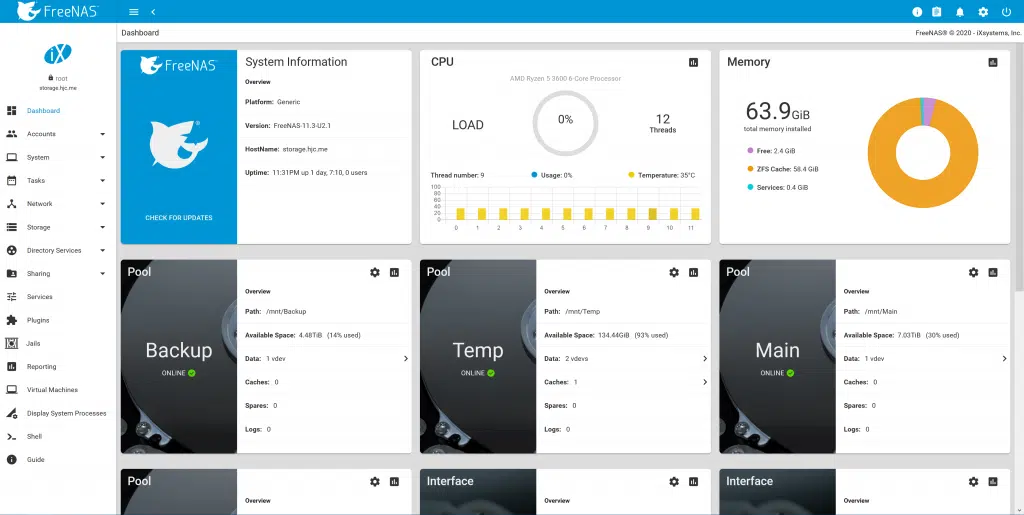 FreeNAS®
Dashboard
FreeNAS® © 2020 - iXsystems, Inc.
iX
root
storage.hjc.me
Dashboard
Accounts
System
Tasks
Network
Storage
Directory Services
Sharing
Services
Plugins
Jails
Reporting
Virtual Machines
Display System Processes
Shell
Guide
FreeNAS®
CHECK FOR UPDATES
System Information
Overview
Platform: Generic
Version: FreeNAS-11.3-U2.1
HostName: storage.hjc.me
Uptime: 11:31PM up 1 day, 7:10, 0 users
CPU
AMD Ryzen 5 3600 6-Core Processor
LOAD
0%
12
Threads
Thread number: 9 Usage: 0% Temperature: 35°C
100
80
60
40
20
0
0 1 2 3 4 5 6 7 8 9 10 11
Memory
63.9GiB
total memory installed
Free: 2.4 GiB
ZFS Cache: 58.4 GiB
Services: 0.4 GiB
Pool
Backup
ONLINE
Overview
Path: /mnt/Backup
Available Space: 4.48TiB (14% used)
Data: 1 vdev
Caches: 0
Spares: 0
Logs: 0
Pool
Temp
ONLINE
Overview
Path: /mnt/Temp
Available Space: 134.44GiB (93% used)
Data: 2 vdevs
Caches: 1
Spares: 0
Logs: 0
Pool
Main
ONLINE
Overview
Path: /mnt/Main
Available Space: 7.03TiB (30% used)
Data: 1 vdev
Caches: 0
Spares: 0
Logs: 0
Pool
Overview
Interface
Overview
Interface
Overview